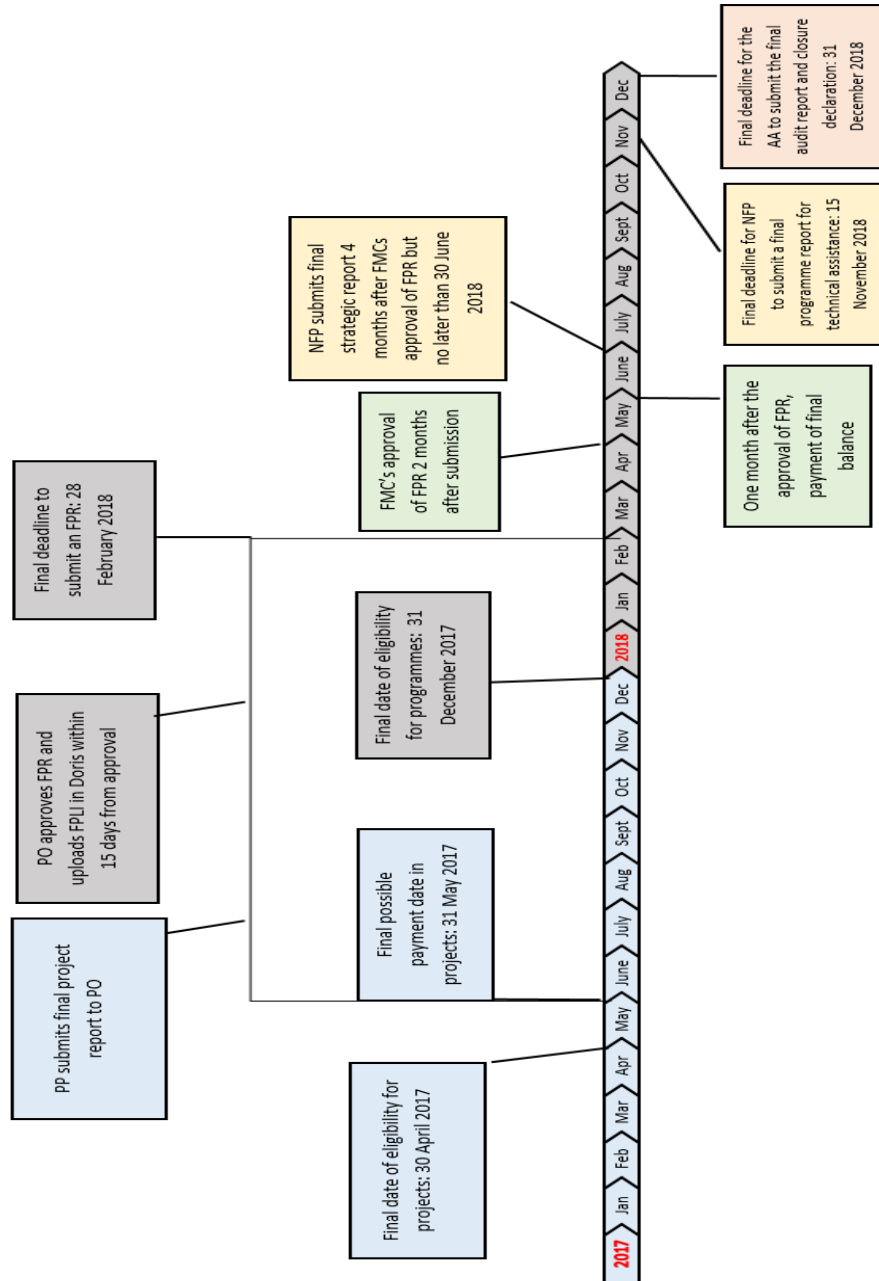 PP submits final project
report to PO
PO approves FPR and
uploads FPLI in Doris within
15 days from approval
Final deadline to
submit an FPR: 28
February 2018
Final date of eligibility for
projects: 30 April 2017
Final possible
payment date in
projects: 31 May 2017
Final date of eligibility
for programmes: 31
December 2017
FMC's approval
of FPR 2 months
after submission
NFP submits final
strategic report 4
months after FMCs
approval of FPR but
no later than 30 June
2018
2017
Jan
Feb
Mar
Apr
May
June
July
Aug
Sept
Oct
Nov
Dec
2018
Jan
Feb
Mar
Apr
May
June
July
Aug
Sept
Oct
Nov
Dec
One month after the
approval of FPR,
payment of final
balance
Final deadline for NFP
to submit a final
programme report for
technical assistance: 15
November 2018
Final deadline for the
AA to submit the final
audit report and closure
declaration: 31
December 2018